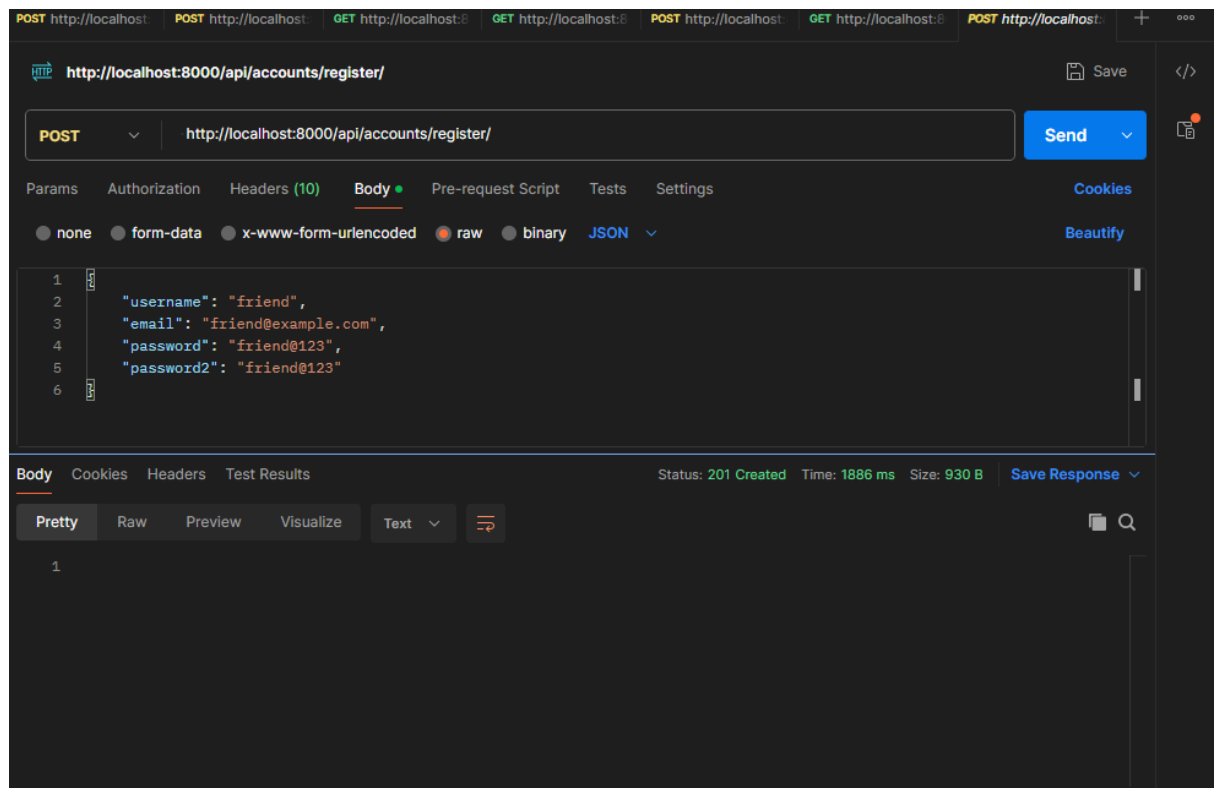 POST http://localhost: POST http://localhost: GET http://localhost:8 GET http://localhost:8 POST http://localhost: GET http://localhost:8 POST http://localhost: + ooo
HTTP http://localhost:8000/api/accounts/register/ Save </>
POST http://localhost:8000/api/accounts/register/ Send
Params Authorization Headers (10) Body Pre-request Script Tests Settings Cookies
none form-data x-www-form-urlencoded raw binary JSON Beautify
1 {
2 "username": "friend",
3 "email": "friend@example.com",
4 "password": "friend@123",
5 "password2": "friend@123"
6 }
Body Cookies Headers Test Results Status: 201 Created Time: 1886 ms Size: 930 B Save Response
Pretty Raw Preview Visualize Text
1